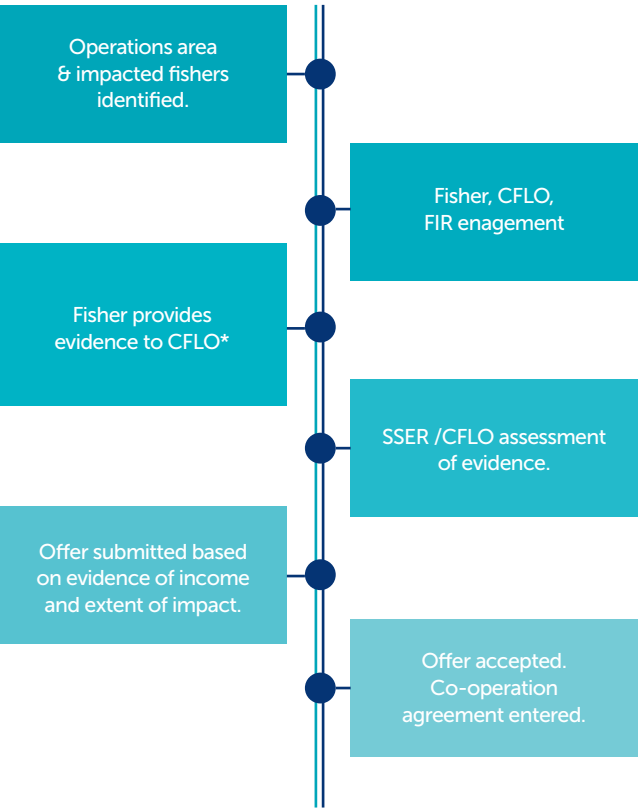 Operations area
& impacted fishers
identified.
Fisher, CFLO,
FIR enagement
Fisher provides
evidence to CFLO*
SSER /CFLO assessment
of evidence.
Offer submitted based
on evidence of income
and extent of impact.
Offer accepted.
Co-operation
agreement entered.